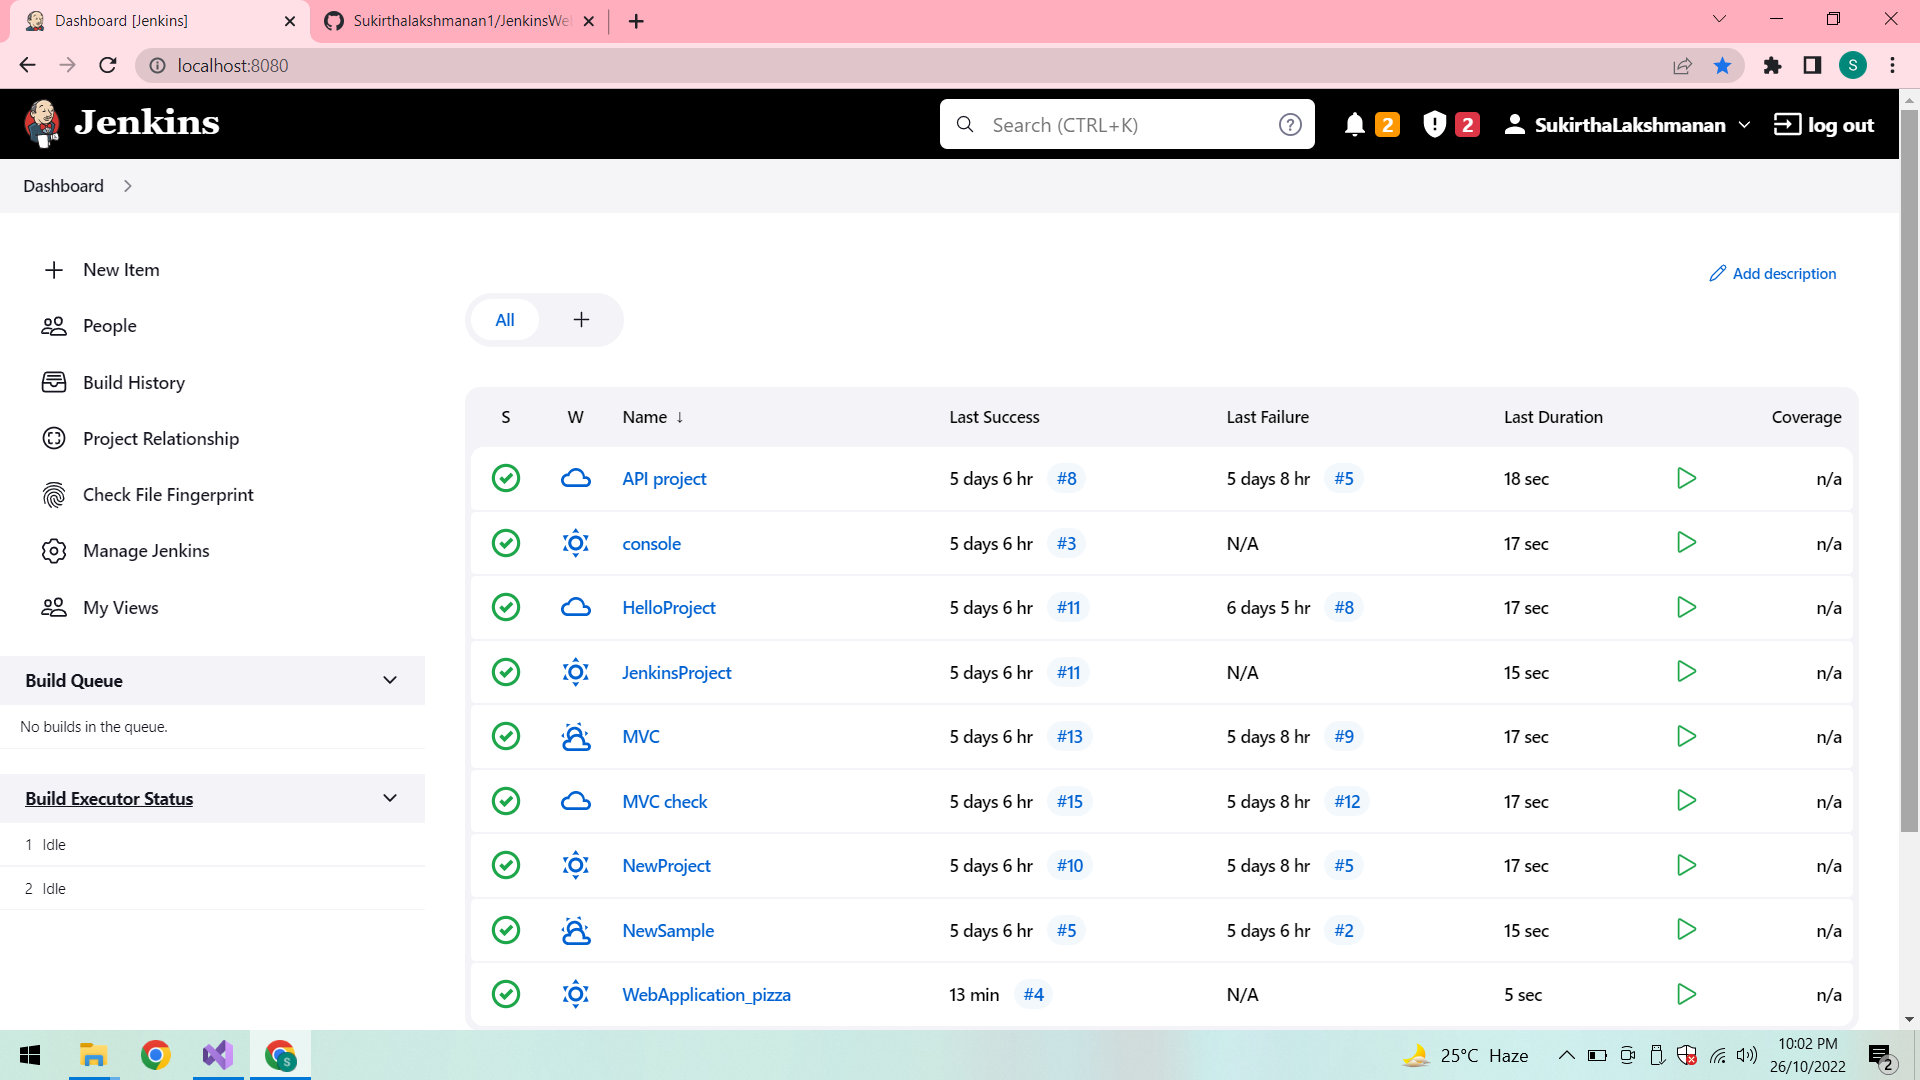 Dashboard [Jenkins]
Sukirthalakshmanan1/JenkinsWe
localhost:8080
S
Jenkins
Search (CTRL+K)
2
2
SukirthaLakshmanan
log out
Dashboard
New Item
People
Build History
Project Relationship
Check File Fingerprint
Manage Jenkins
My Views
Build Queue
No builds in the queue.
Build Executor Status
1 Idle
2 Idle
Add description
All
S W Name ↓ Last Success Last Failure Last Duration Coverage
API project 5 days 6 hr #8 5 days 8 hr #5 18 sec n/a
console 5 days 6 hr #3 N/A 17 sec n/a
HelloProject 5 days 6 hr #11 6 days 5 hr #8 17 sec n/a
JenkinsProject 5 days 6 hr #11 N/A 15 sec n/a
MVC 5 days 6 hr #13 5 days 8 hr #9 17 sec n/a
MVC check 5 days 6 hr #15 5 days 8 hr #12 17 sec n/a
NewProject 5 days 6 hr #10 5 days 8 hr #5 17 sec n/a
NewSample 5 days 6 hr #5 5 days 6 hr #2 15 sec n/a
WebApplication_pizza 13 min #4 N/A 5 sec n/a
S
25°C Haze
10:02 PM
26/10/2022
2